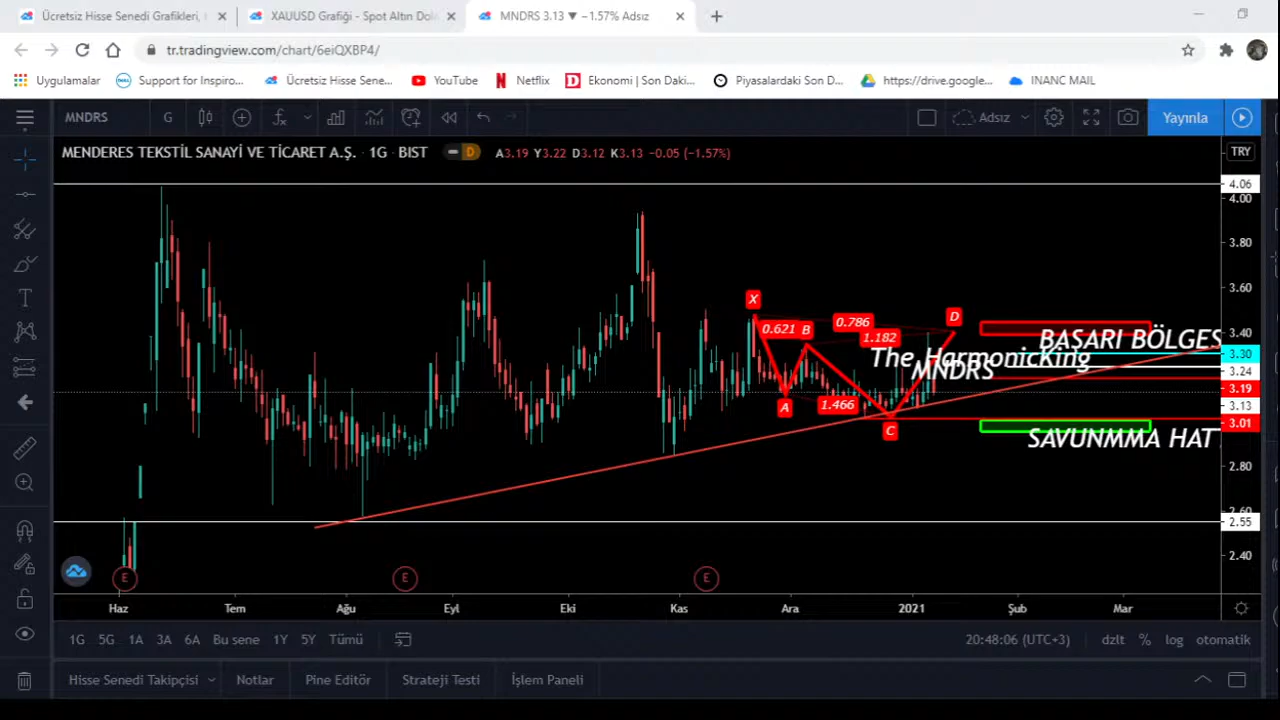 Ücretsiz Hisse Senedi Grafikleri,
XAUUSD Grafiği - Spot Altın Dol
MNDRS 3.13 ▼ −1.57% Adsız
tr.tradingview.com/chart/6eiQXBP4/
Uygulamalar
Support for Inspiro...
Ücretsiz Hisse Sene...
YouTube
Netflix
Ekonomi | Son Daki...
Piyasalardaki Son D...
https://drive.google...
INANC MAIL
MNDRS
G
Adsız
Yayınla
MENDERES TEKSTİL SANAYİ VE TİCARET A.Ş. · 1G · BIST
D
A3.19 Y3.22 D3.12 K3.13 −0.05 (−1.57%)
TRY
4.06
4.00
3.80
3.60
3.40
3.30
3.24
3.19
3.13
3.01
2.80
2.60
2.55
2.40
X
0.621
B
0.786
1.182
D
A
1.466
C
BAŞARI BÖLGES
The HarmonicKing
MNDRS
SAVUNMMA HAT
E
E
E
Haz
Tem
Ağu
Eyl
Eki
Kas
Ara
2021
Şub
Mar
1G 5G 1A 3A 6A Bu sene 1Y 5Y Tümü
20:48:06 (UTC+3)
dzlt % log otomatik
Hisse Senedi Takipçisi
Notlar
Pine Editör
Strateji Testi
İşlem Paneli